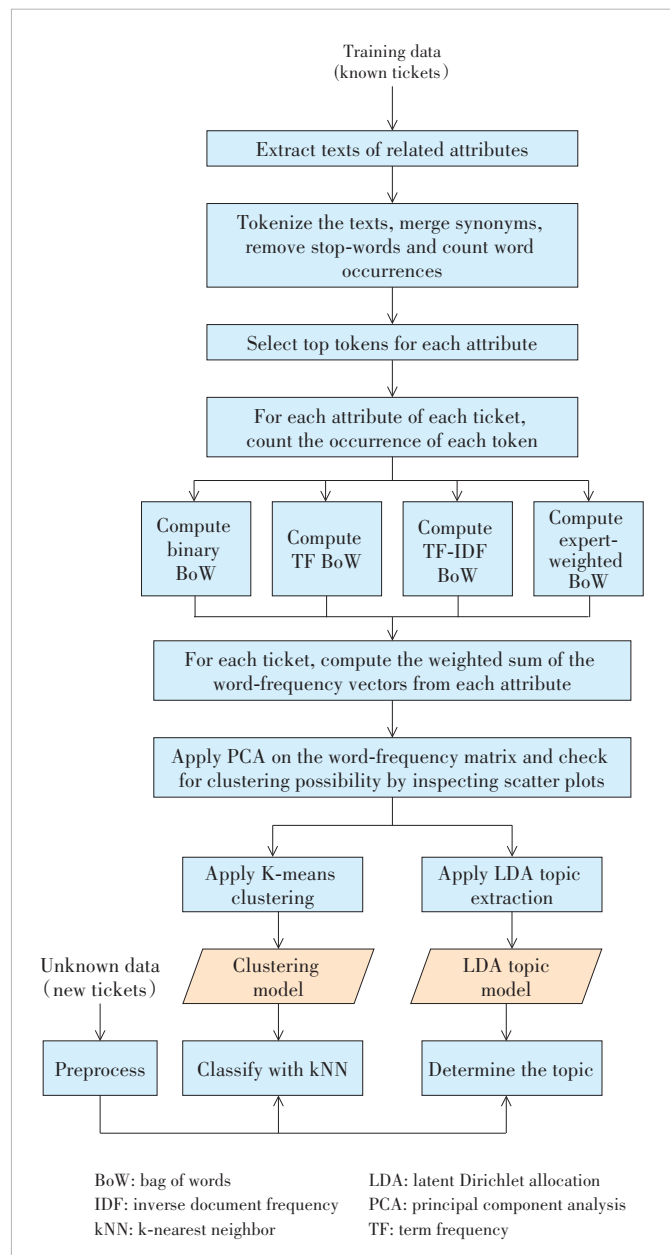 Training data
(known tickets)
Extract texts of related attributes
Tokenize the texts, merge synonyms,
remove stop-words and count word
occurrences
Select top tokens for each attribute
For each attribute of each ticket,
count the occurrence of each token
Compute
binary
BoW
Compute
TF BoW
Compute
TF-IDF
BoW
Compute
expert-
weighted
BoW
For each ticket, compute the weighted sum of the
word-frequency vectors from each attribute
Apply PCA on the word-frequency matrix and check
for clustering possibility by inspecting scatter plots
Apply K-means
clustering
Apply LDA topic
extraction
Unknown data
(new tickets)
Clustering
model
LDA topic
model
Preprocess
Classify with kNN
Determine the topic
BoW: bag of words
IDF: inverse document frequency
kNN: k-nearest neighbor
LDA: latent Dirichlet allocation
PCA: principal component analysis
TF: term frequency